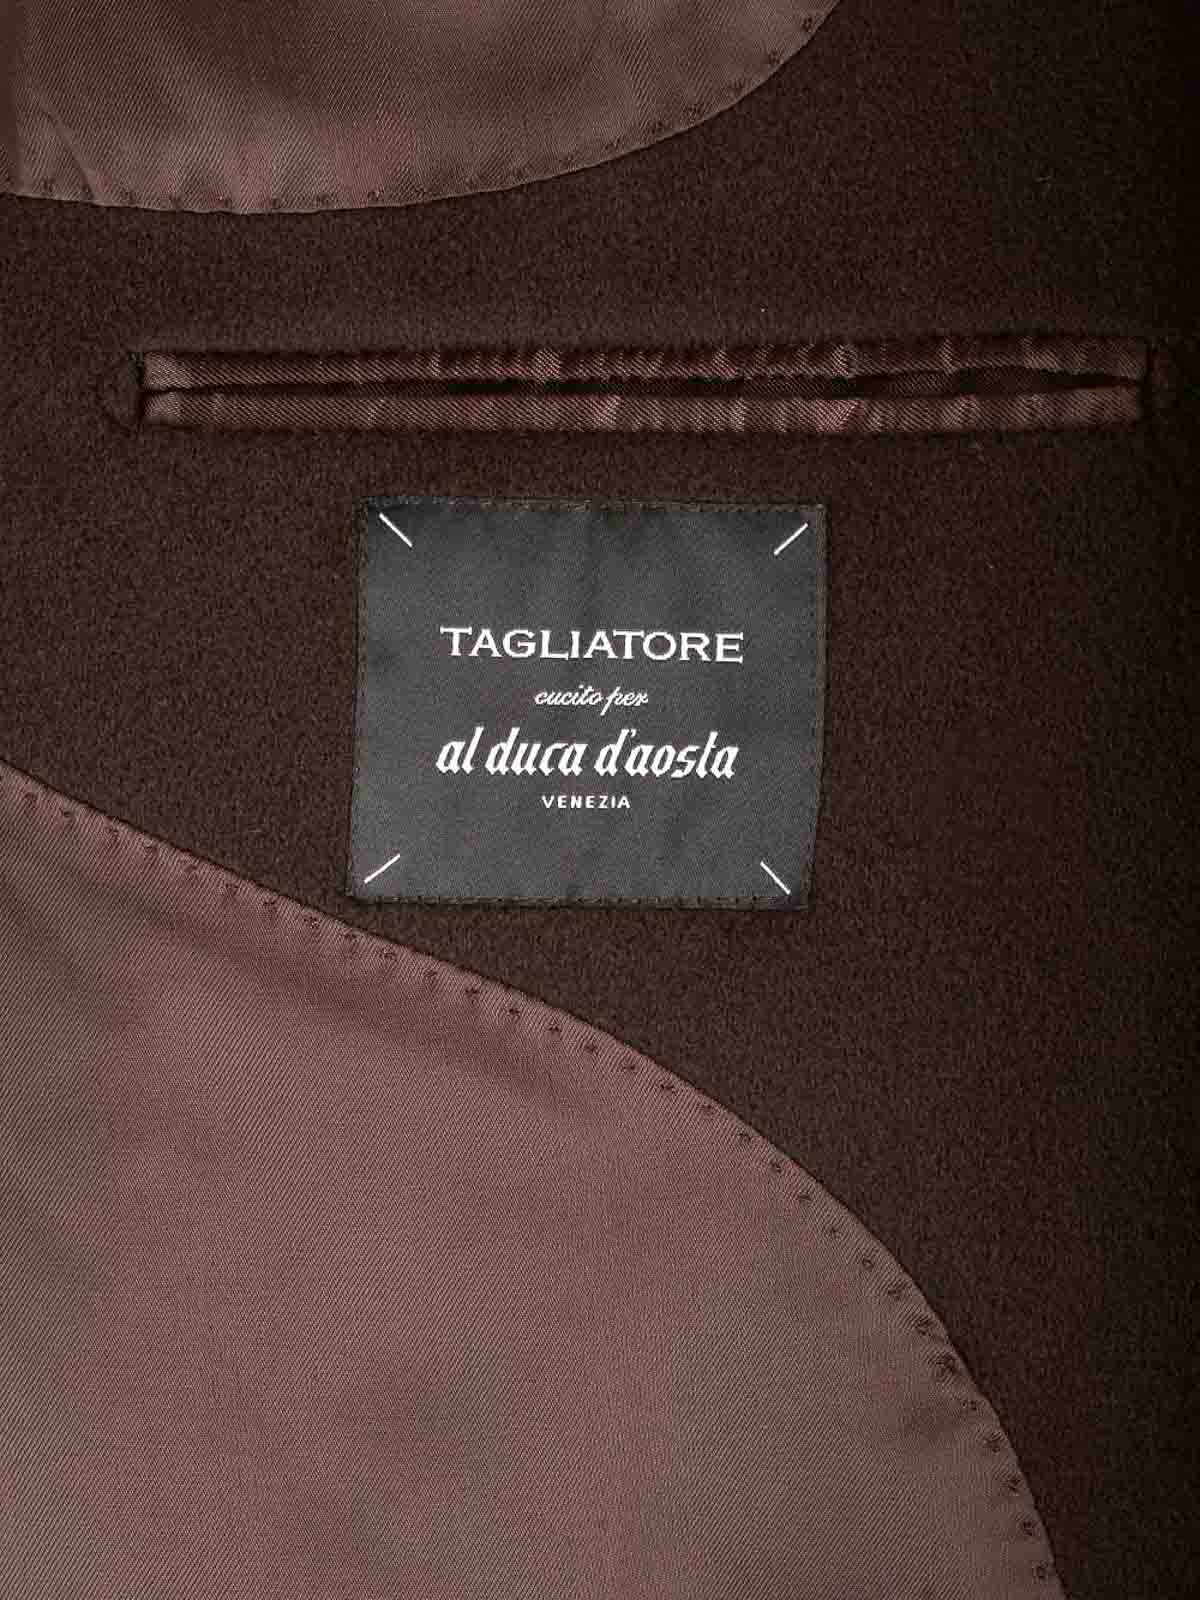 TAGLIATORE
cucito per
al duca d'aosta
VENEZIA